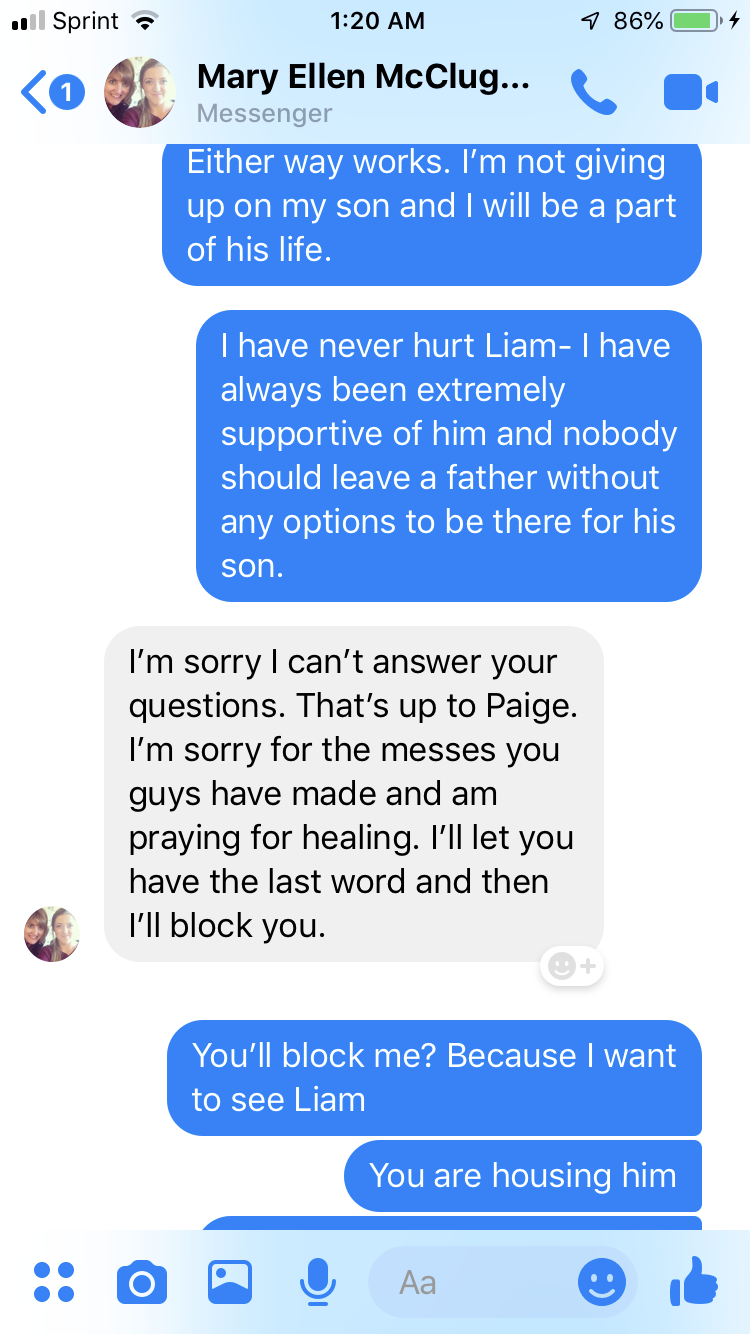 Sprint 1:20 AM 86%
1 Mary Ellen McClug...
Messenger
Either way works. I’m not giving
up on my son and I will be a part
of his life.
I have never hurt Liam- I have
always been extremely
supportive of him and nobody
should leave a father without
any options to be there for his
son.
I’m sorry I can’t answer your
questions. That’s up to Paige.
I’m sorry for the messes you
guys have made and am
praying for healing. I’ll let you
have the last word and then
I’ll block you.
You’ll block me? Because I want
to see Liam
You are housing him
Aa